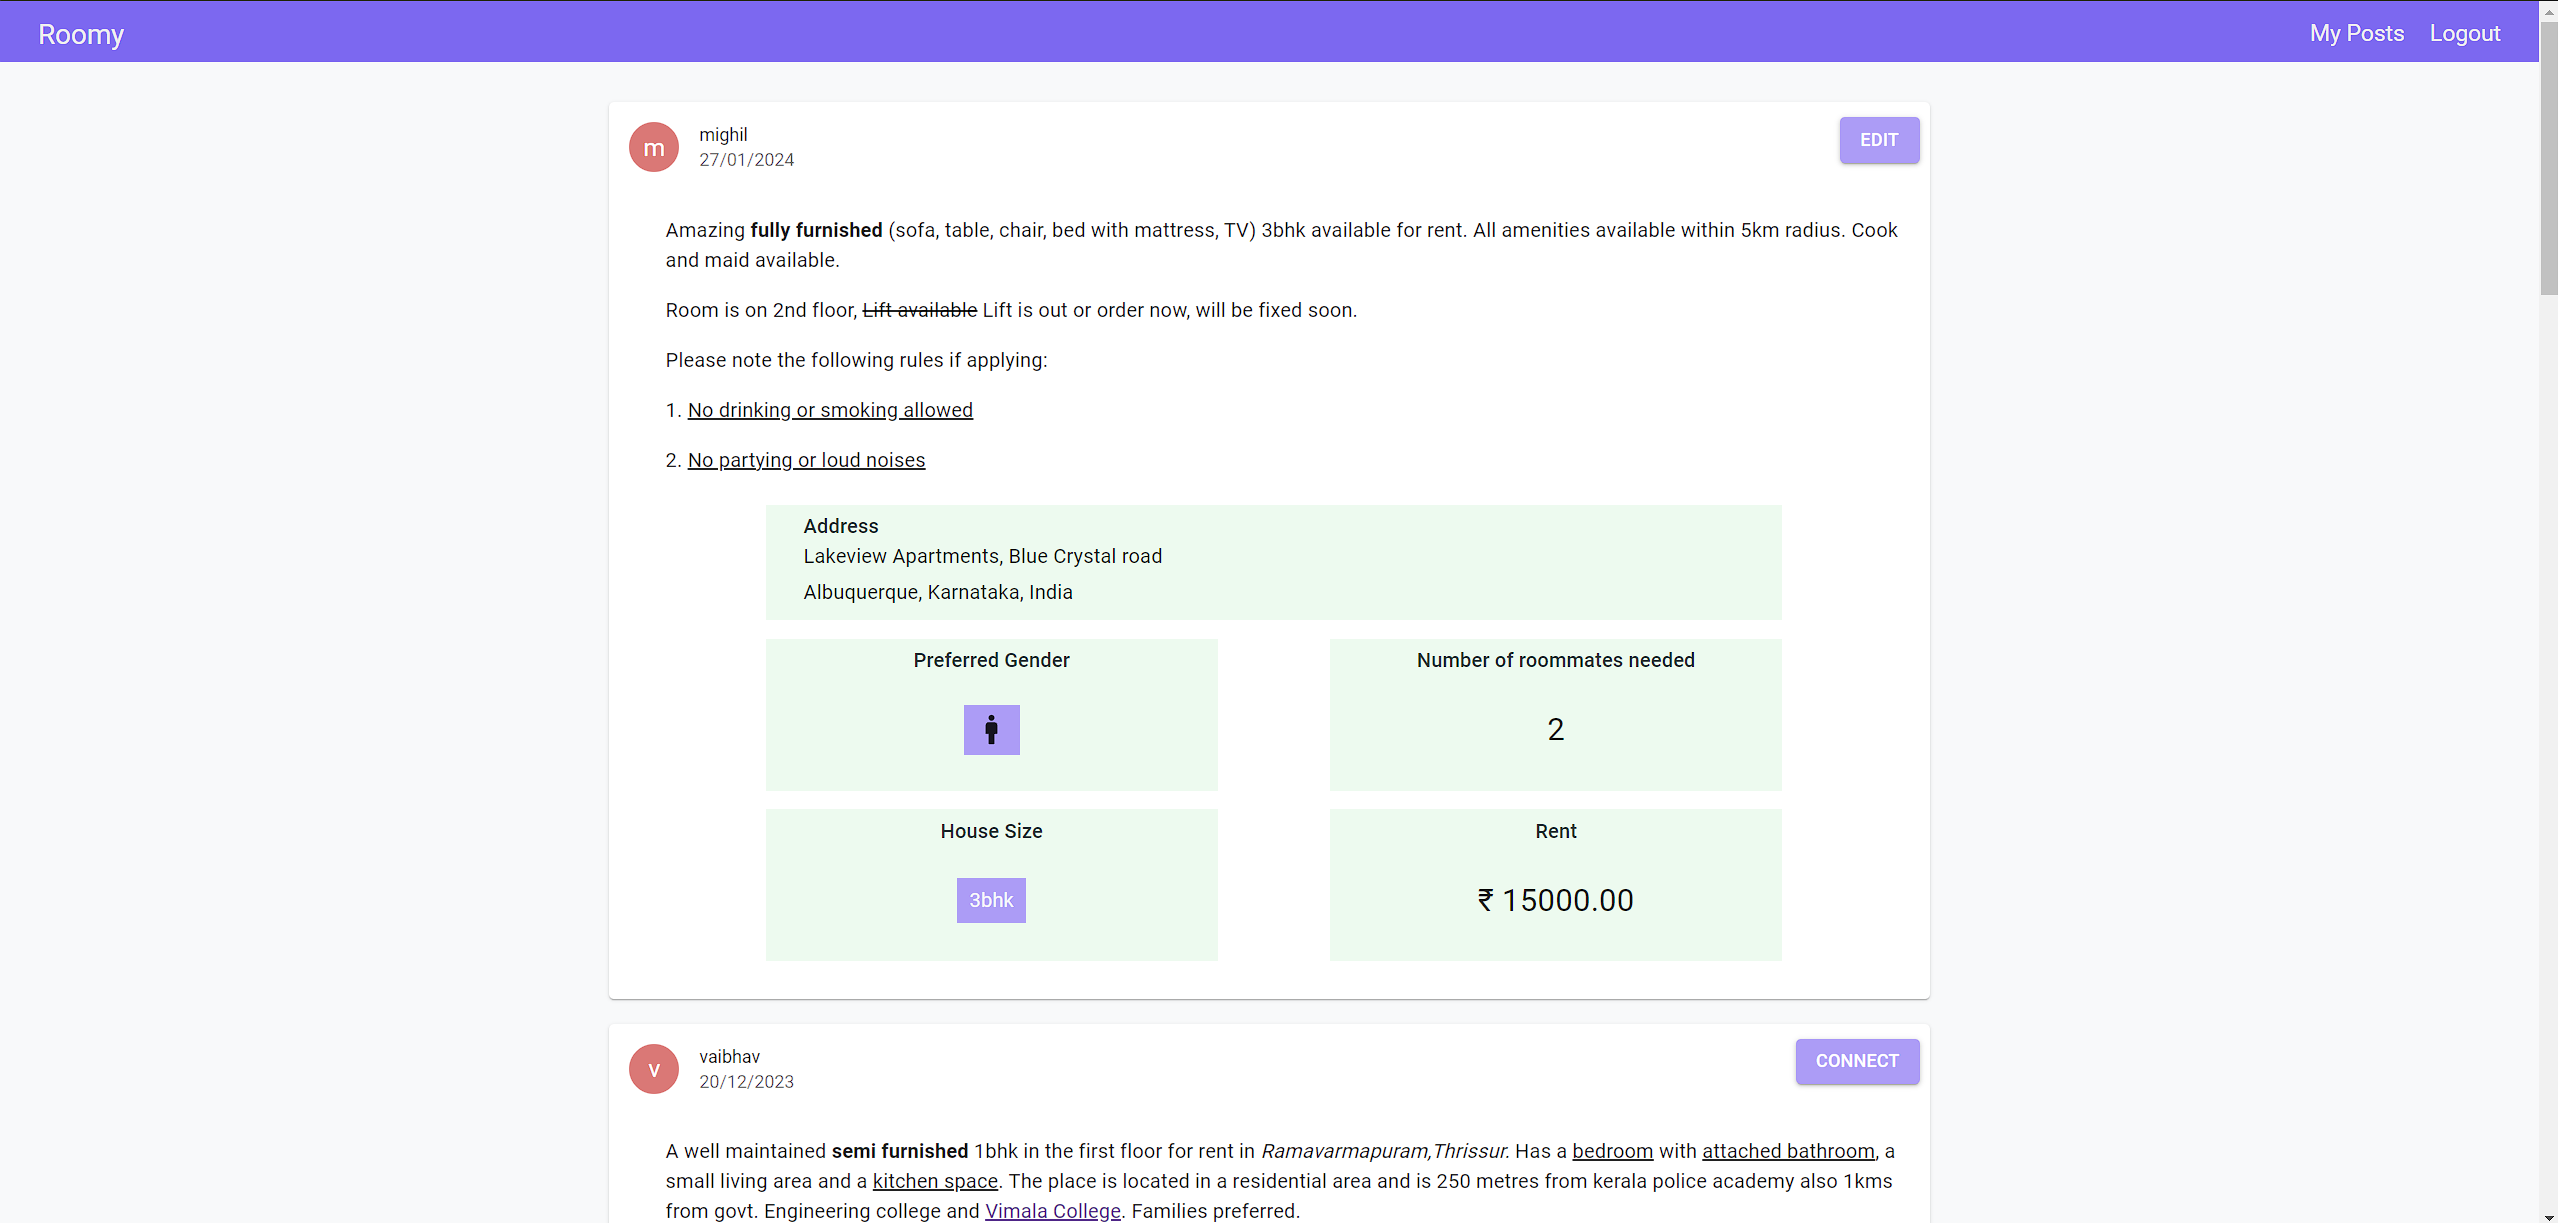 Roomy
My Posts Logout
m
mighil
27/01/2024
EDIT
Amazing fully furnished (sofa, table, chair, bed with mattress, TV) 3bhk available for rent. All amenities available within 5km radius. Cook
and maid available.
Room is on 2nd floor, Lift available Lift is out or order now, will be fixed soon.
Please note the following rules if applying:
1. No drinking or smoking allowed
2. No partying or loud noises
Address
Lakeview Apartments, Blue Crystal road
Albuquerque, Karnataka, India
Preferred Gender
Number of roommates needed
2
House Size
3bhk
Rent
₹ 15000.00
v
vaibhav
20/12/2023
CONNECT
A well maintained semi furnished 1bhk in the first floor for rent in Ramavarmapuram,Thrissur. Has a bedroom with attached bathroom, a
small living area and a kitchen space. The place is located in a residential area and is 250 metres from kerala police academy also 1kms
from govt. Engineering college and Vimala College. Families preferred.